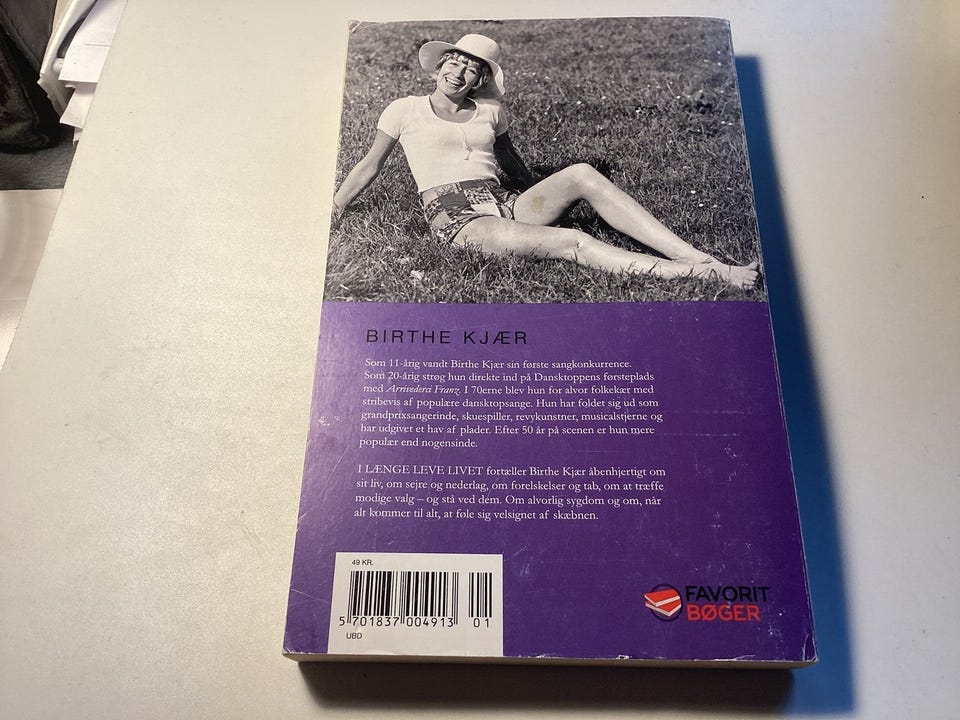 BIRTHE KJÆR
Som 11-årig vandt Birthe Kjær sin første sangkonkurrence.
Som 20-årig strøg hun direkte ind på Dansktoppens førsteplads
med Arrivederci Franz. I 70erne blev hun for alvor folkekær med
stribevis af populære dansktopsange. Hun har foldet sig ud som
grandprixsangerinde, skuespiller, revykunstner, musicalstjerne og
har udgivet et hav af plader. Efter 50 år på scenen er hun mere
populær end nogensinde.
I LÆNGE LEVE LIVET fortæller Birthe Kjær åbenhjertigt om
sit liv, om sejre og nederlag, om forelskelser og tab, om at træffe
modige valg – og stå ved dem. Om alvorlig sygdom og om, når
alt kommer til alt, at føle sig velsignet af skæbnen.
49 KR.
5 701837 004913 01
UBD
FAVORIT
BØGER